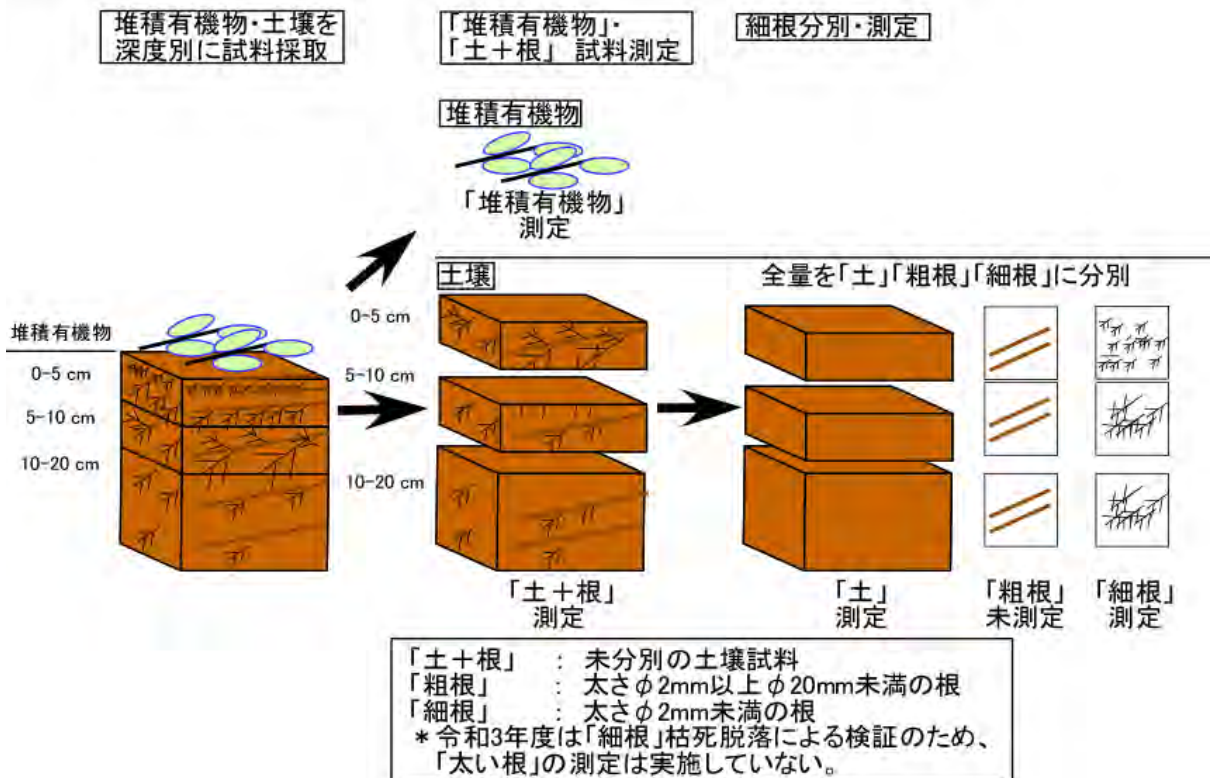 堆積有機物・土壌を
深度別に試料採取
「堆積有機物」・
「土＋根」 試料測定
細根分別・測定
堆積有機物
「堆積有機物」
測定
堆積有機物
0-5 cm
5-10 cm
10-20 cm
土壌
0-5 cm
5-10 cm
10-20 cm
全量を「土」「粗根」「細根」に分別
「土＋根」
測定
「土」
測定
「粗根」
未測定
「細根」
測定
「土＋根」 : 未分別の土壌試料
「粗根」 : 太さφ2mm以上φ20mm未満の根
「細根」 : 太さφ2mm未満の根
＊令和3年度は「細根」枯死脱落による検証のため、
「太い根」の測定は実施していない。